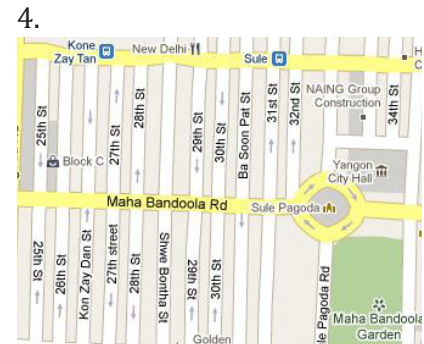 4.
Kone
Zay Tan
New Delhi
Sule
NAING Group
Construction
25th St
27th St
28th St
29th St
30th St
Ba Soon Pat St
31st St
32nd St
34th St
Block C
Yangon
City Hall
Maha Bandoola Rd
Sule Pagoda
25th St
26th St
Kon Zay Dan St
27th street
28th St
Shwe Bontha St
29th St
30th St
le Pagoda Rd
Maha Bandoola
Garden
Golden